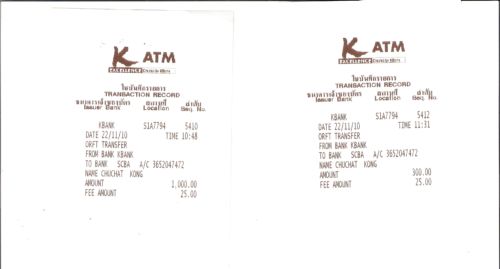 K ATM
EXCELLENCE
ใบบันทึกรายการ
TRANSACTION RECORD
ธนาคารเจ้าของบัตร สถานที่ ลำดับ
Issuer Bank Location Seq. No.
KBANK S1A7794 5410
DATE 22/11/10 TIME 10:48
ORFT TRANSFER
FROM BANK KBANK
TO BANK SCBA A/C 3652047472
NAME CHUCHAT KONG
AMOUNT 1,000.00
FEE AMOUNT 25.00
K ATM
EXCELLENCE
ใบบันทึกรายการ
TRANSACTION RECORD
ธนาคารเจ้าของบัตร สถานที่ ลำดับ
Issuer Bank Location Seq. No.
KBANK S1A7794 5412
DATE 22/11/10 TIME 11:31
ORFT TRANSFER
FROM BANK KBANK
TO BANK SCBA A/C 3652047472
NAME CHUCHAT KONG
AMOUNT 300.00
FEE AMOUNT 25.00